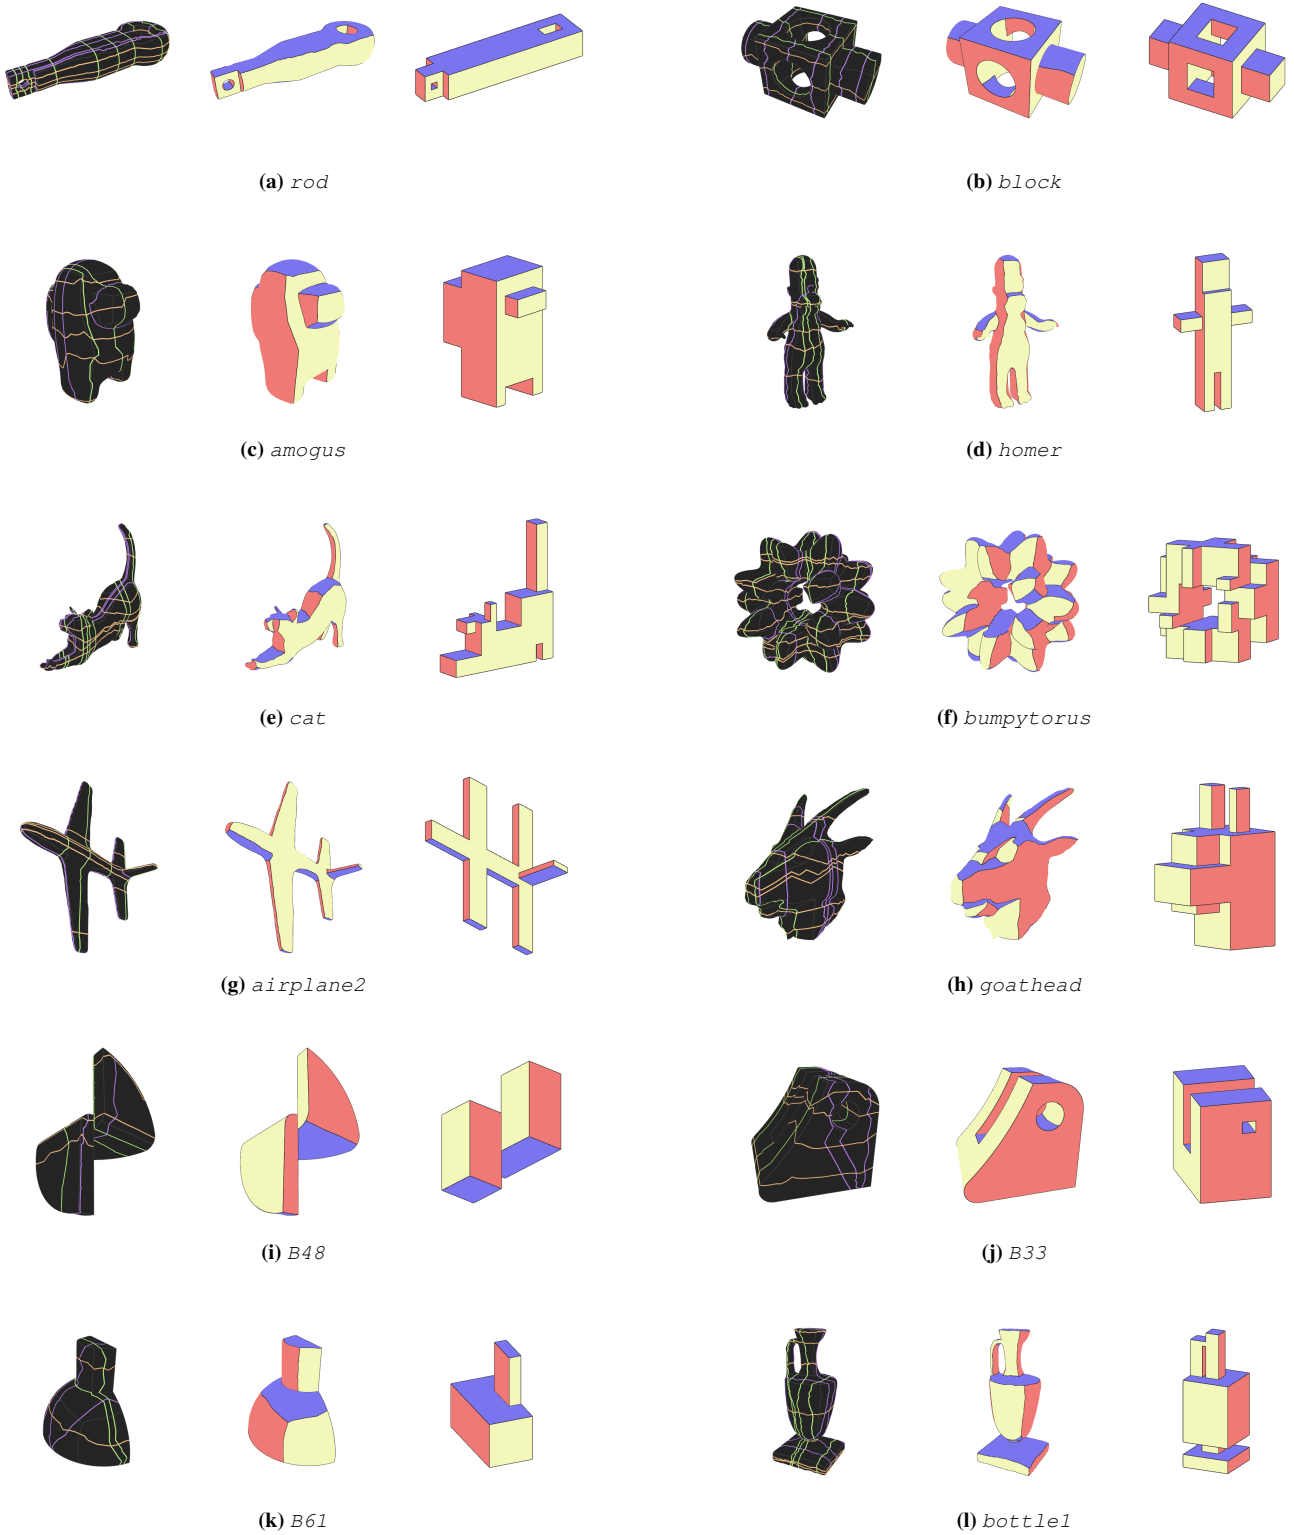 (a) rod
(b) block
(c) amogus
(d) homer
(e) cat
(f) bumpytorus
(g) airplane2
(h) goathead
(i) B48
(j) B33
(k) B61
(l) bottle1